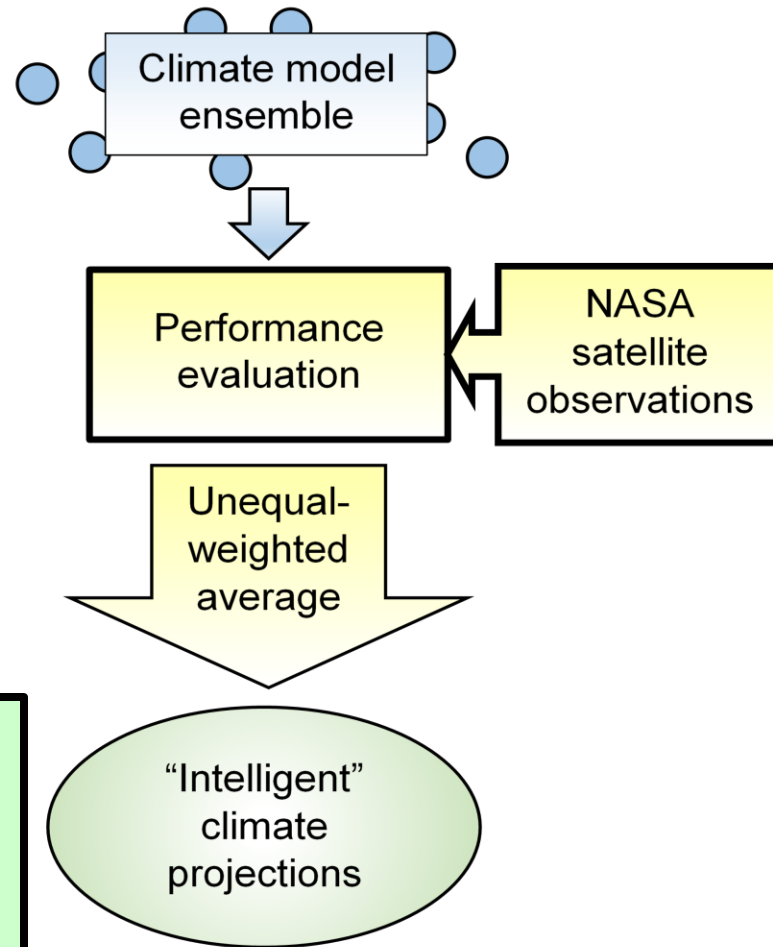 Climate model
ensemble
Performance
evaluation
NASA
satellite
observations
Unequal-
weighted
average
“Intelligent”
climate
projections